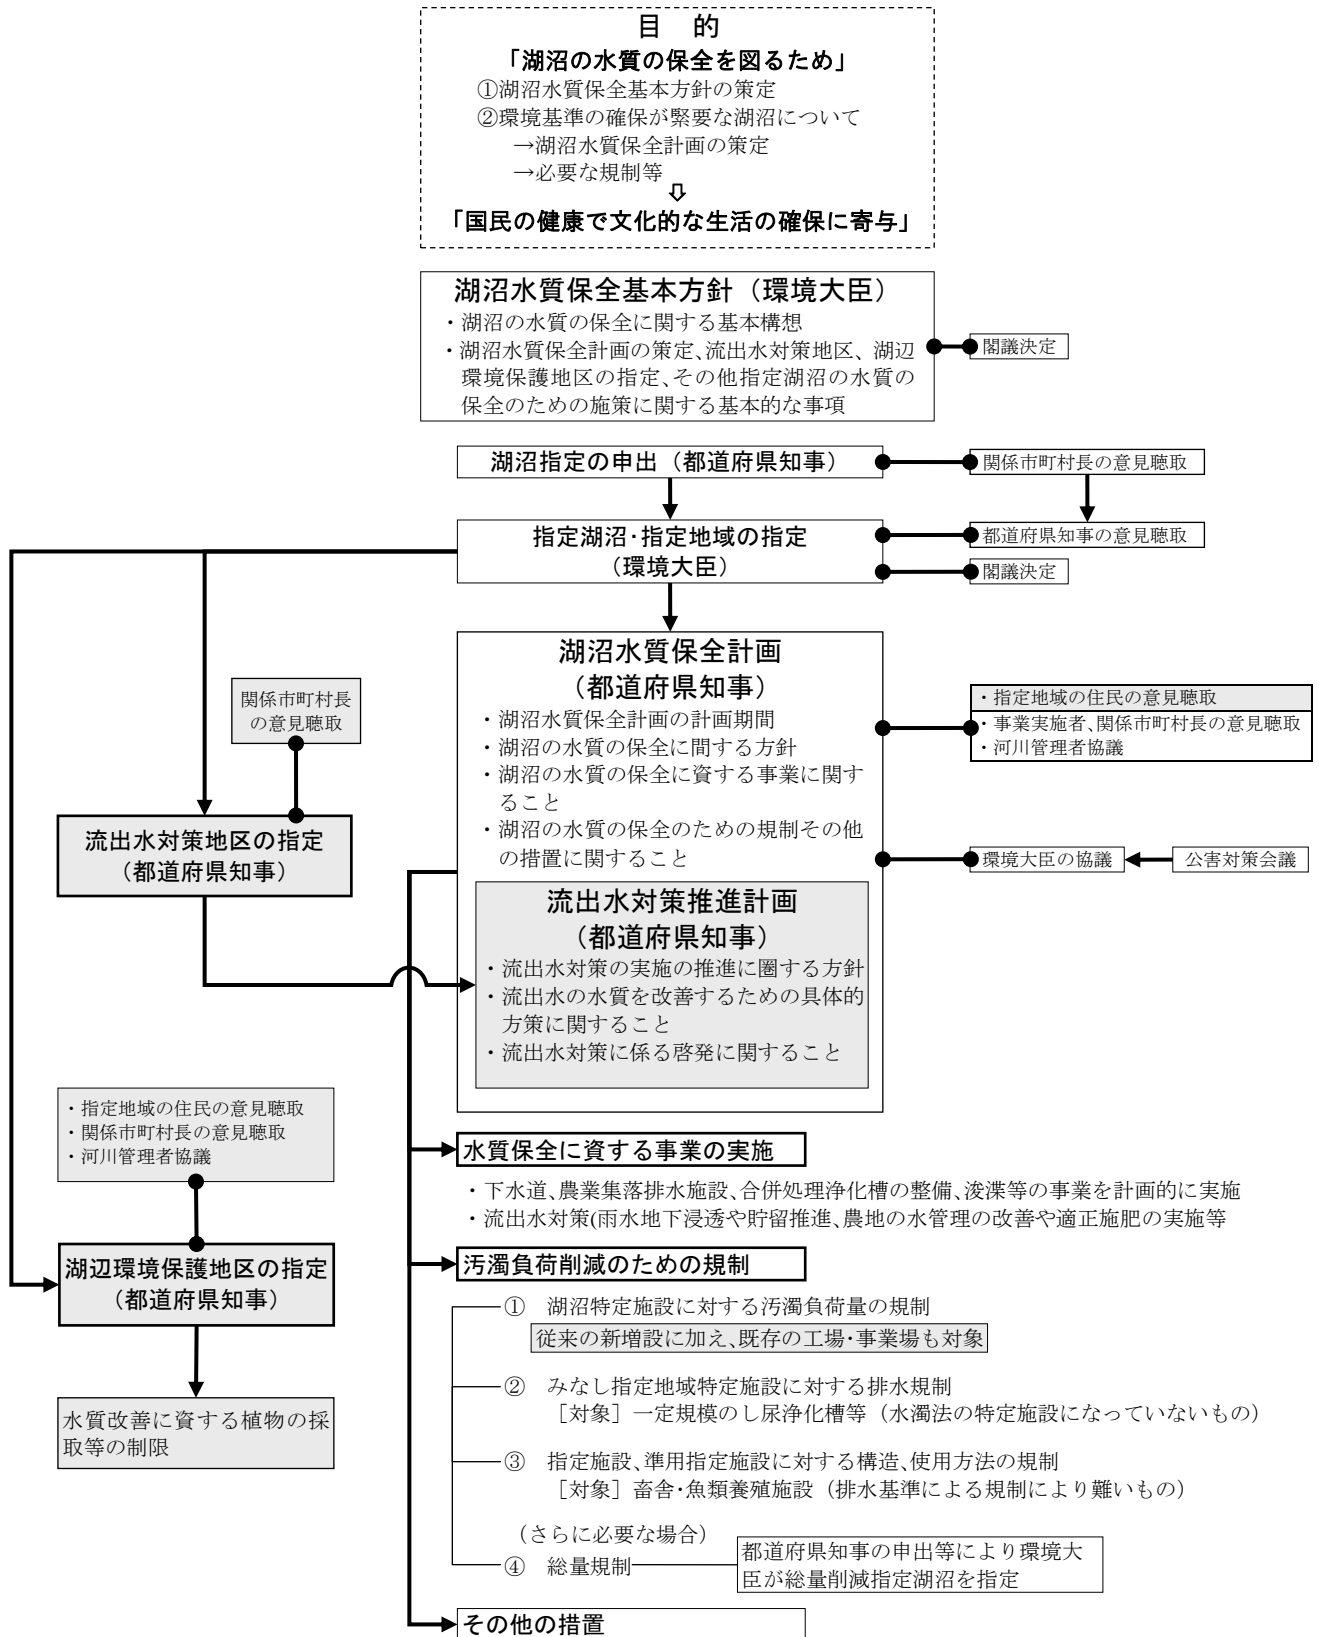 目　的
「湖沼の水質の保全を図るため」
①湖沼水質保全基本方針の策定
②環境基準の確保が緊要な湖沼について
→湖沼水質保全計画の策定
→必要な規制等
⇩
「国民の健康で文化的な生活の確保に寄与」
湖沼水質保全基本方針（環境大臣）
・湖沼の水質の保全に関する基本構想
・湖沼水質保全計画の策定、流出水対策地区、湖辺
環境保護地区の指定、その他指定湖沼の水質の
保全のための施策に関する基本的な事項
閣議決定
湖沼指定の申出（都道府県知事）
関係市町村長の意見聴取
指定湖沼･指定地域の指定
（環境大臣）
都道府県知事の意見聴取
閣議決定
湖沼水質保全計画
（都道府県知事）
・湖沼水質保全計画の計画期間
・湖沼の水質の保全に間する方針
・湖沼の水質の保全に資する事業に関す
ること
・湖沼の水質の保全のための規制その他
の措置に関すること
・指定地域の住民の意見聴取
・事業実施者、関係市町村長の意見聴取
・河川管理者協議
環境大臣の協議
公害対策会議
関係市町村長
の意見聴取
流出水対策地区の指定
（都道府県知事）
流出水対策推進計画
（都道府県知事）
・流出水対策の実施の推進に圏する方針
・流出水の水質を改善するための具体的
方策に関すること
・流出水対策に係る啓発に関すること
・指定地域の住民の意見聴取
・関係市町村長の意見聴取
・河川管理者協議
湖辺環境保護地区の指定
（都道府県知事）
水質改善に資する植物の採
取等の制限
水質保全に資する事業の実施
・下水道、農業集落排水施設、合併処理浄化槽の整備、浚渫等の事業を計画的に実施
・流出水対策(雨水地下浸透や貯留推進、農地の水管理の改善や適正施肥の実施等
汚濁負荷削減のための規制
①　湖沼特定施設に対する汚濁負荷量の規制
従来の新増設に加え、既存の工場･事業場も対象
②　みなし指定地域特定施設に対する排水規制
［対象］一定規模のし尿浄化槽等（水濁法の特定施設になっていないもの）
③　指定施設、準用指定施設に対する構造、使用方法の規制
［対象］畜舎･魚類養殖施設（排水基準による規制により難いもの）
（さらに必要な場合）
④　総量規制
都道府県知事の申出等により環境大
臣が総量削減指定湖沼を指定
その他の措置